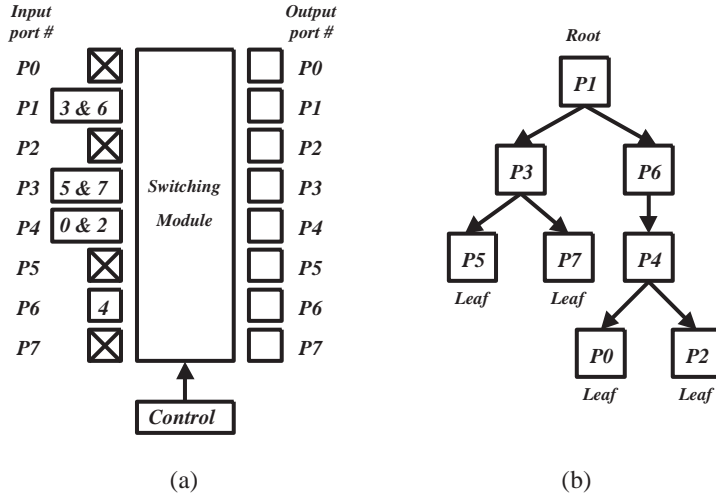 Input
port #
Output
port #
P0
P1
P2
P3
P4
P5
P6
P7
3 & 6
5 & 7
0 & 2
4
Switching
Module
P0
P1
P2
P3
P4
P5
P6
P7
Control
(a)
Root
P1
P3
P6
P5
P7
P4
Leaf
Leaf
P0
P2
Leaf
Leaf
(b)